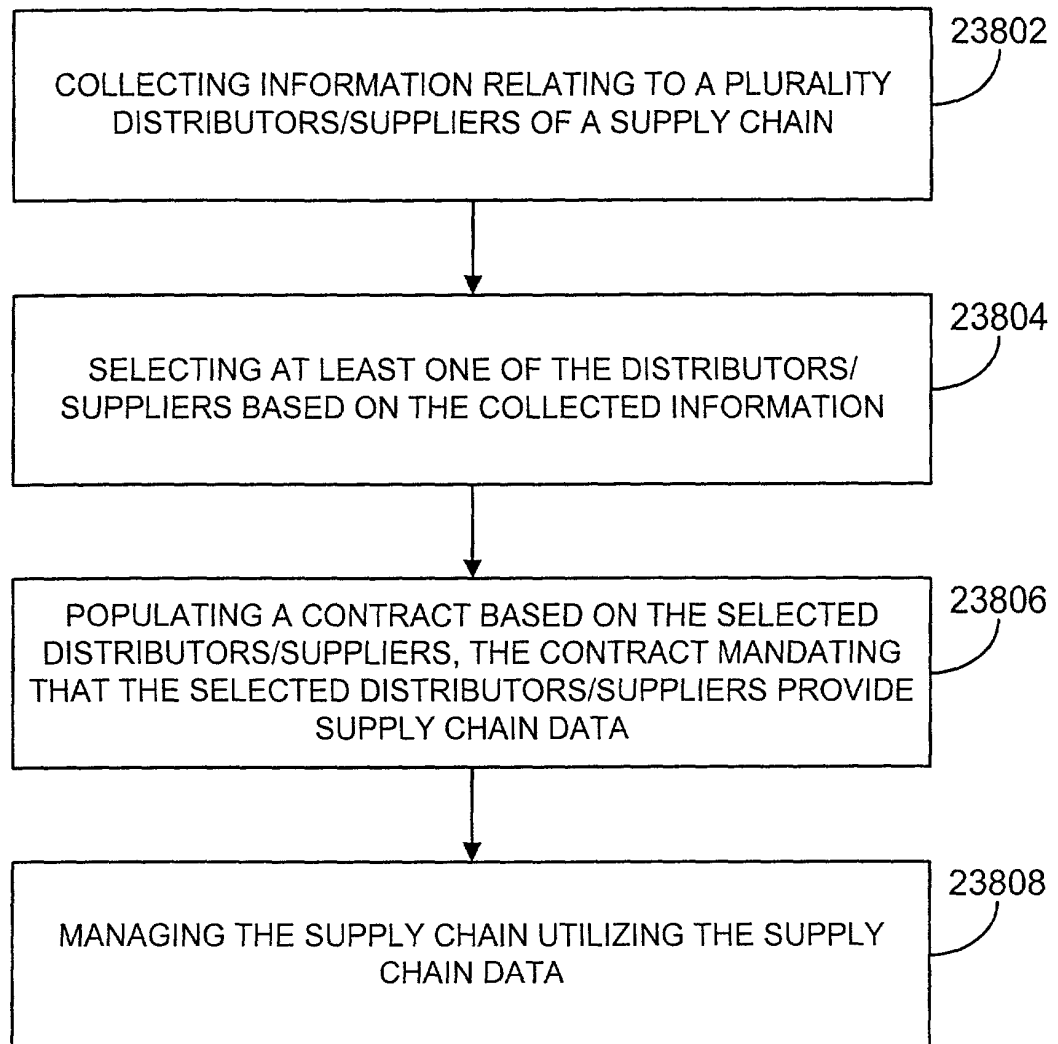 23802
COLLECTING INFORMATION RELATING TO A PLURALITY
DISTRIBUTORS/SUPPLIERS OF A SUPPLY CHAIN
23804
SELECTING AT LEAST ONE OF THE DISTRIBUTORS/
SUPPLIERS BASED ON THE COLLECTED INFORMATION
23806
POPULATING A CONTRACT BASED ON THE SELECTED
DISTRIBUTORS/SUPPLIERS, THE CONTRACT MANDATING
THAT THE SELECTED DISTRIBUTORS/SUPPLIERS PROVIDE
SUPPLY CHAIN DATA
23808
MANAGING THE SUPPLY CHAIN UTILIZING THE SUPPLY
CHAIN DATA